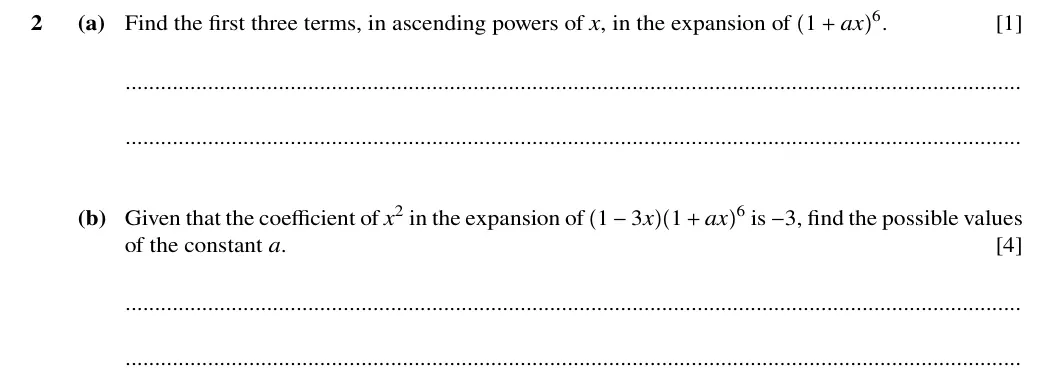 2 (a) Find the first three terms, in ascending powers of x, in the expansion of (1 + ax)⁶. [1]
(b) Given that the coefficient of x² in the expansion of (1 − 3x)(1 + ax)⁶ is −3, find the possible values
of the constant a. [4]